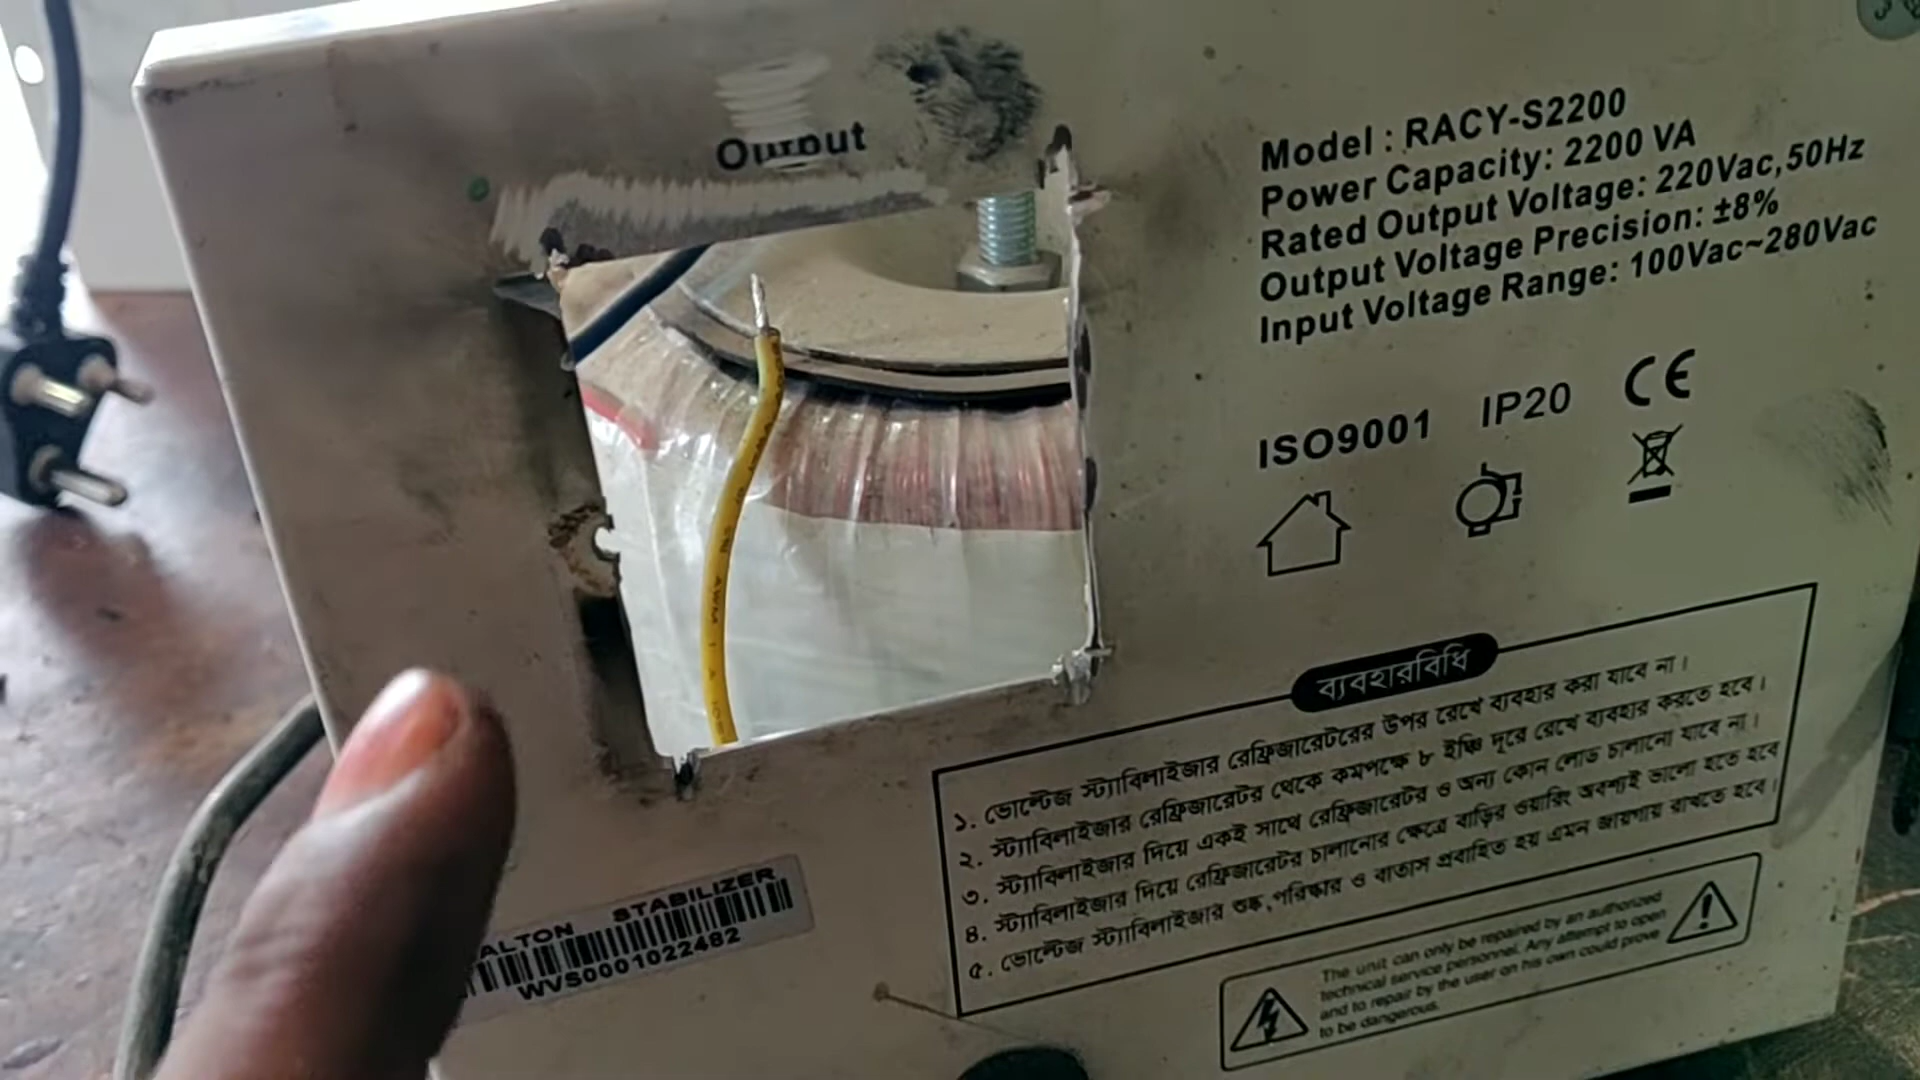 Output
Model : RACY-S2200
Power Capacity: 2200 VA
Rated Output Voltage: 220Vac,50Hz
Output Voltage Precision: ±8%
Input Voltage Range: 100Vac~280Vac
ISO9001 IP20 CE
ব্যবহারবিধি
১. ভোল্টেজ স্ট্যাবিলাইজার রেফ্রিজারেটরের উপর রেখে ব্যবহার করা যাবে না।
২. স্ট্যাবিলাইজার রেফ্রিজারেটর থেকে কমপক্ষে ৮ ইঞ্চি দূরে রেখে ব্যবহার করতে হবে।
৩. স্ট্যাবিলাইজার দিয়ে একই সাথে রেফ্রিজারেটর ও অন্য কোন লোড চালানো যাবে না।
৪. স্ট্যাবিলাইজার দিয়ে রেফ্রিজারেটর চালানোর ক্ষেত্রে বাড়ির ওয়ারিং অবশ্যই ভালো হতে হবে
৫. ভোল্টেজ স্ট্যাবিলাইজার শুষ্ক,পরিষ্কার ও বাতাস প্রবাহিত হয় এমন জায়গায় রাখতে হবে।
ALTON STABILIZER
WVS0001022482
The unit can only be repaired by an authorized
technical service personnel. Any attempt to open
and to repair by the user on his own could prove
to be dangerous.